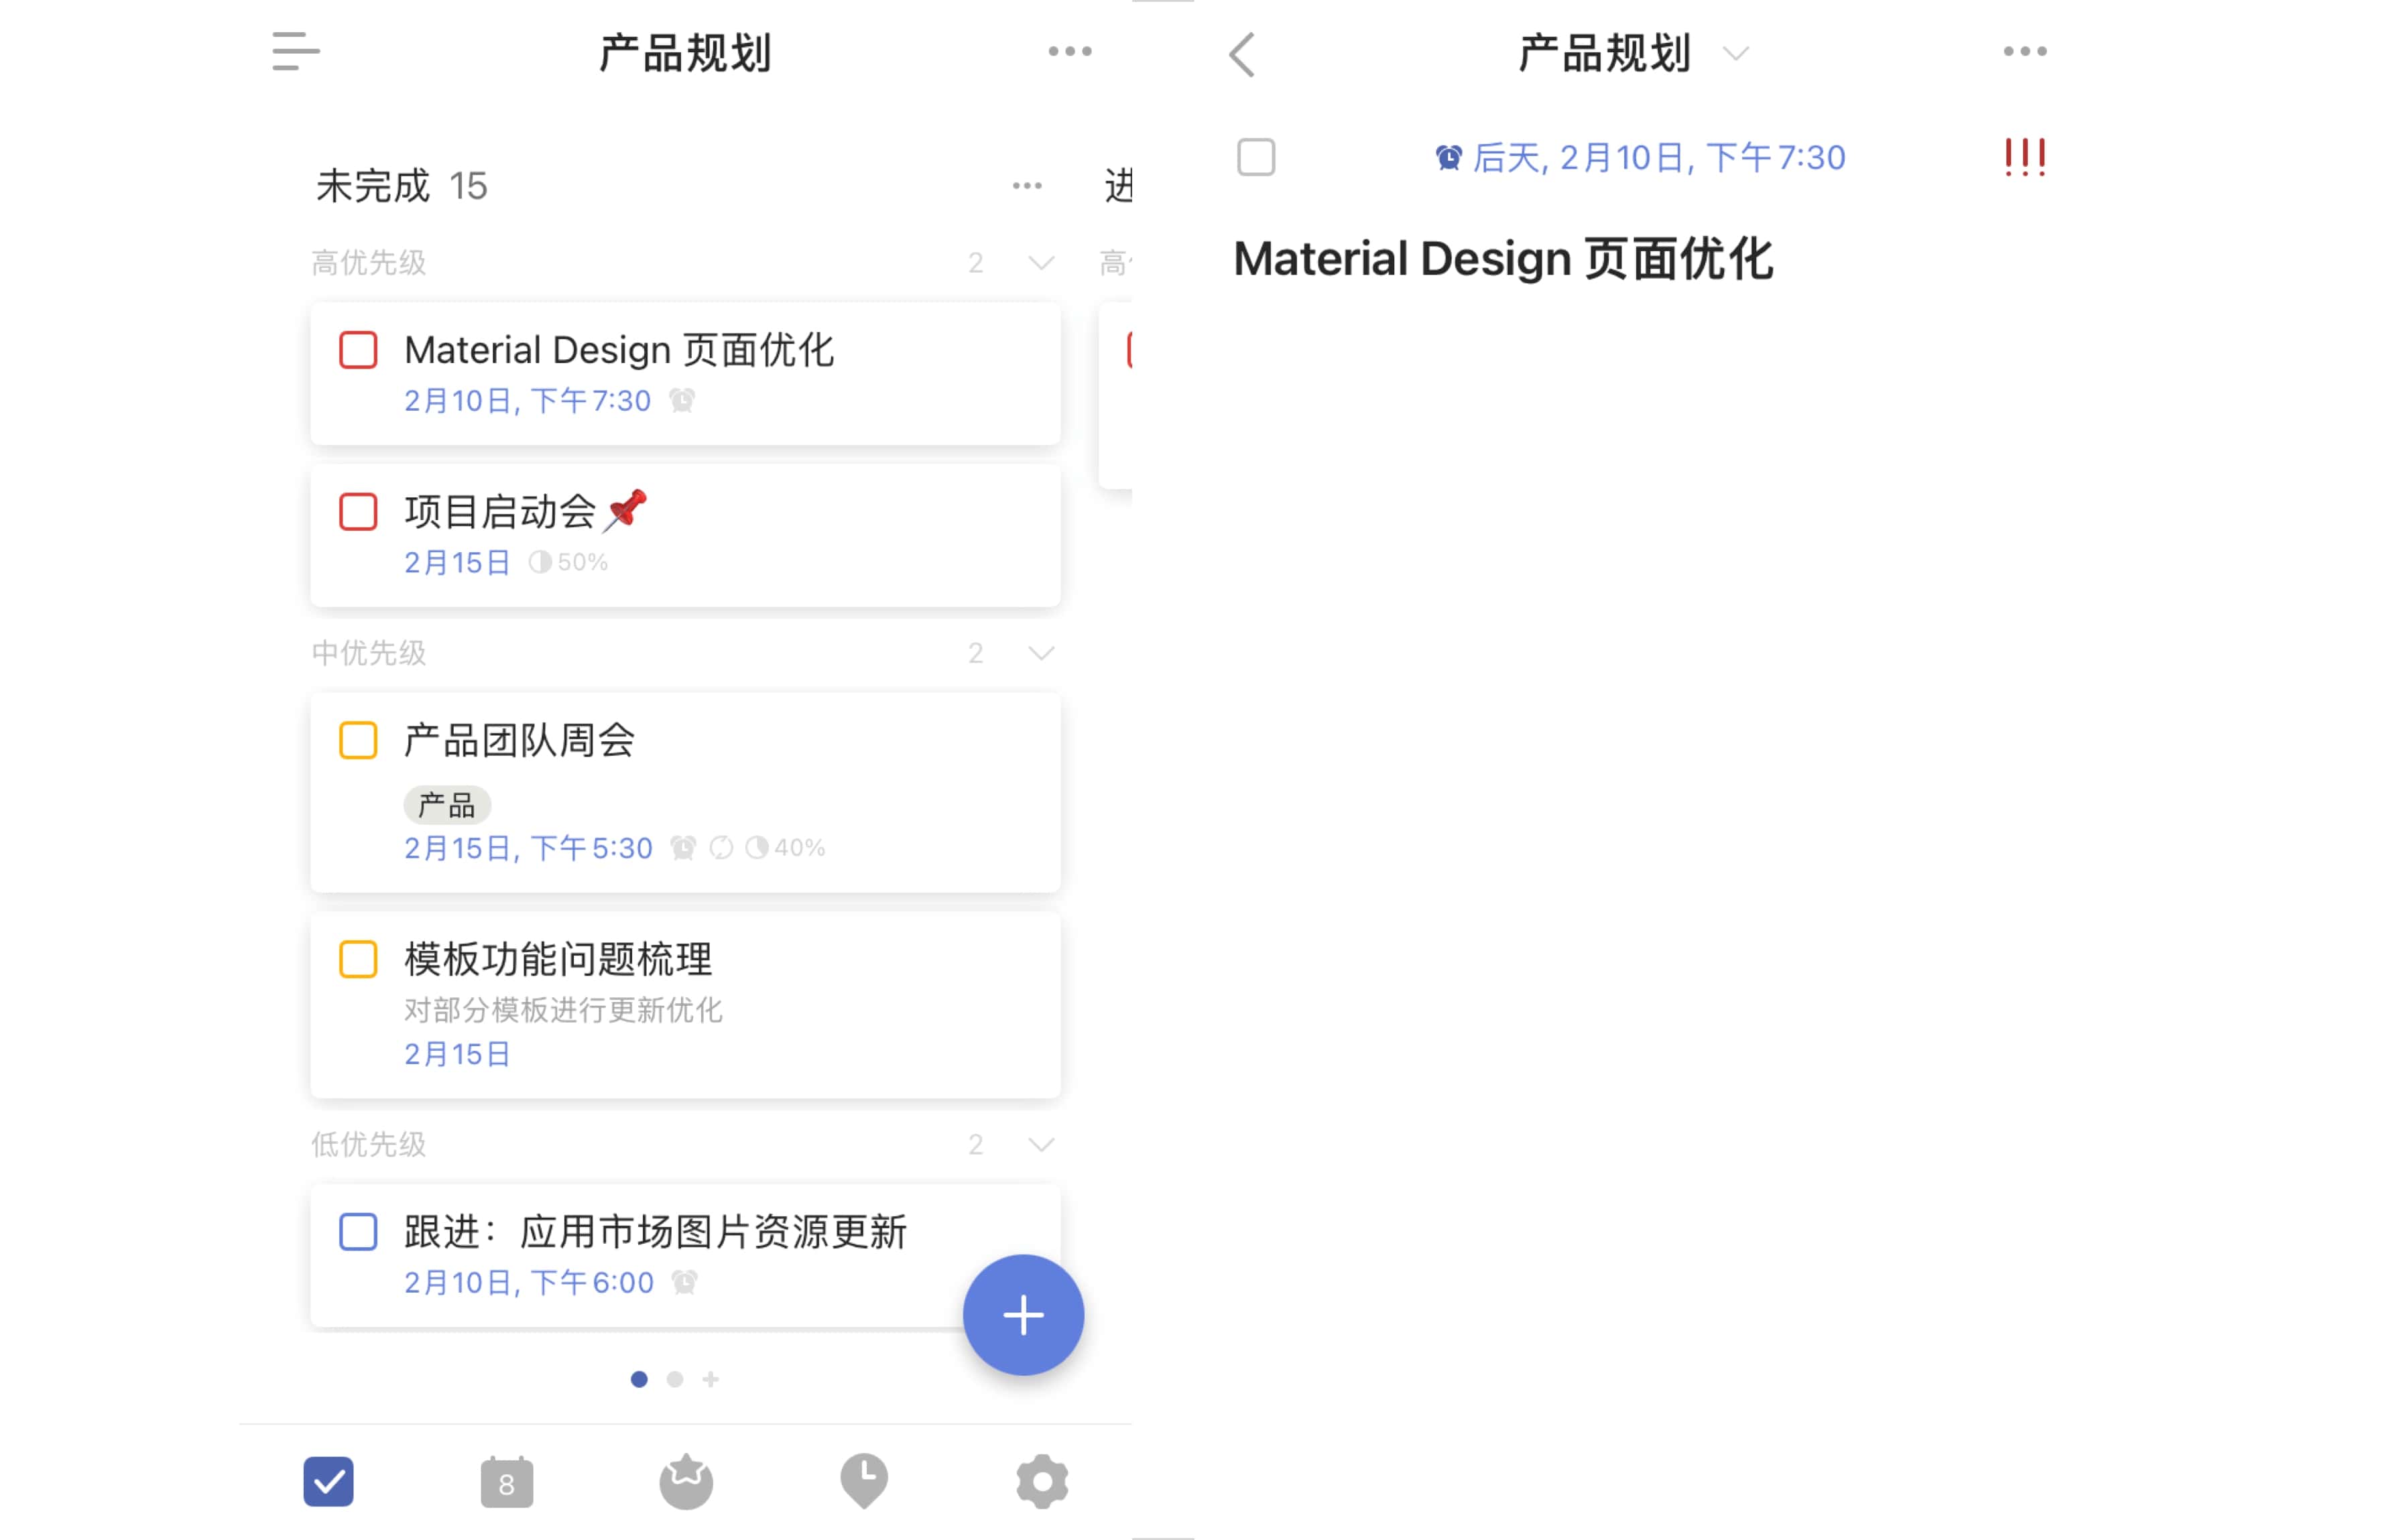 产品规划
未完成 15
进
高优先级 2
高
Material Design 页面优化
2月10日, 下午7:30
项目启动会📌
2月15日 50%
中优先级 2
产品团队周会
产品
2月15日, 下午5:30 40%
模板功能问题梳理
对部分模板进行更新优化
2月15日
低优先级 2
跟进：应用市场图片资源更新
2月10日, 下午6:00
8
产品规划
后天, 2月10日, 下午7:30
!!!
Material Design 页面优化